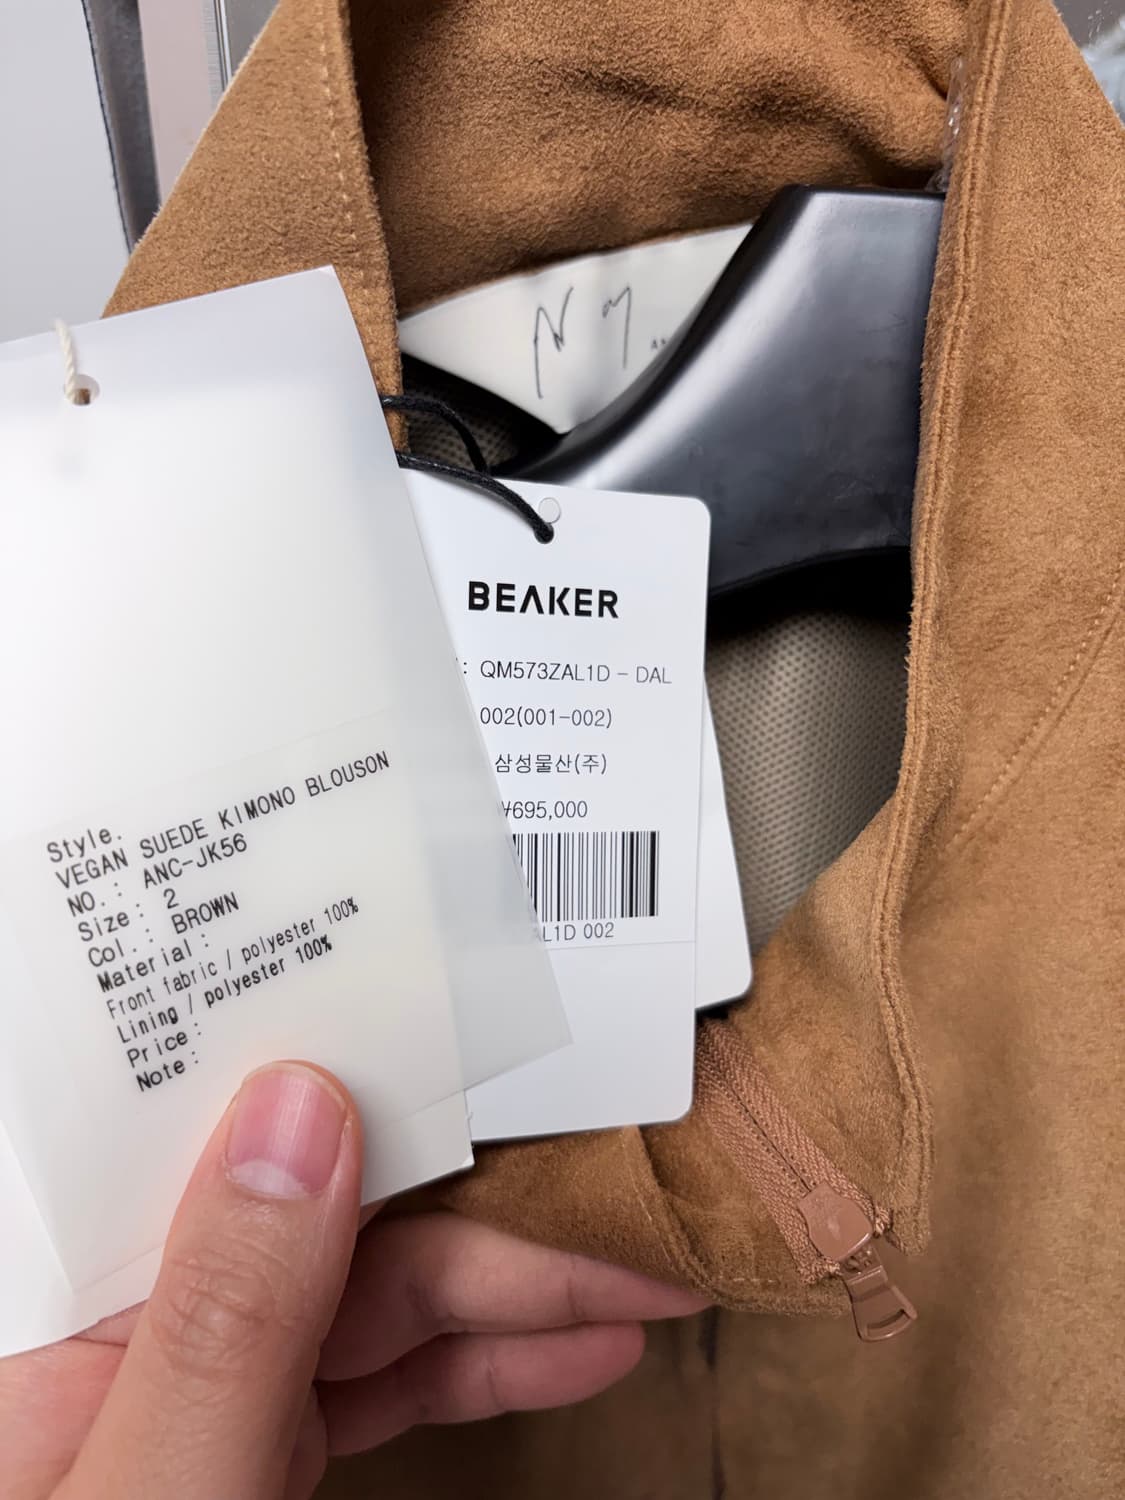 BEAKER
: QM573ZAL1D - DAL
002(001-002)
삼성물산(주)
₩695,000
AL1D 002
Style.
VEGAN SUEDE KIMONO BLOUSON
NO. : ANC-JK56
Size : 2
Col. : BROWN
Material :
Front fabric / polyester 100%
Lining / polyester 100%
Price :
Note :